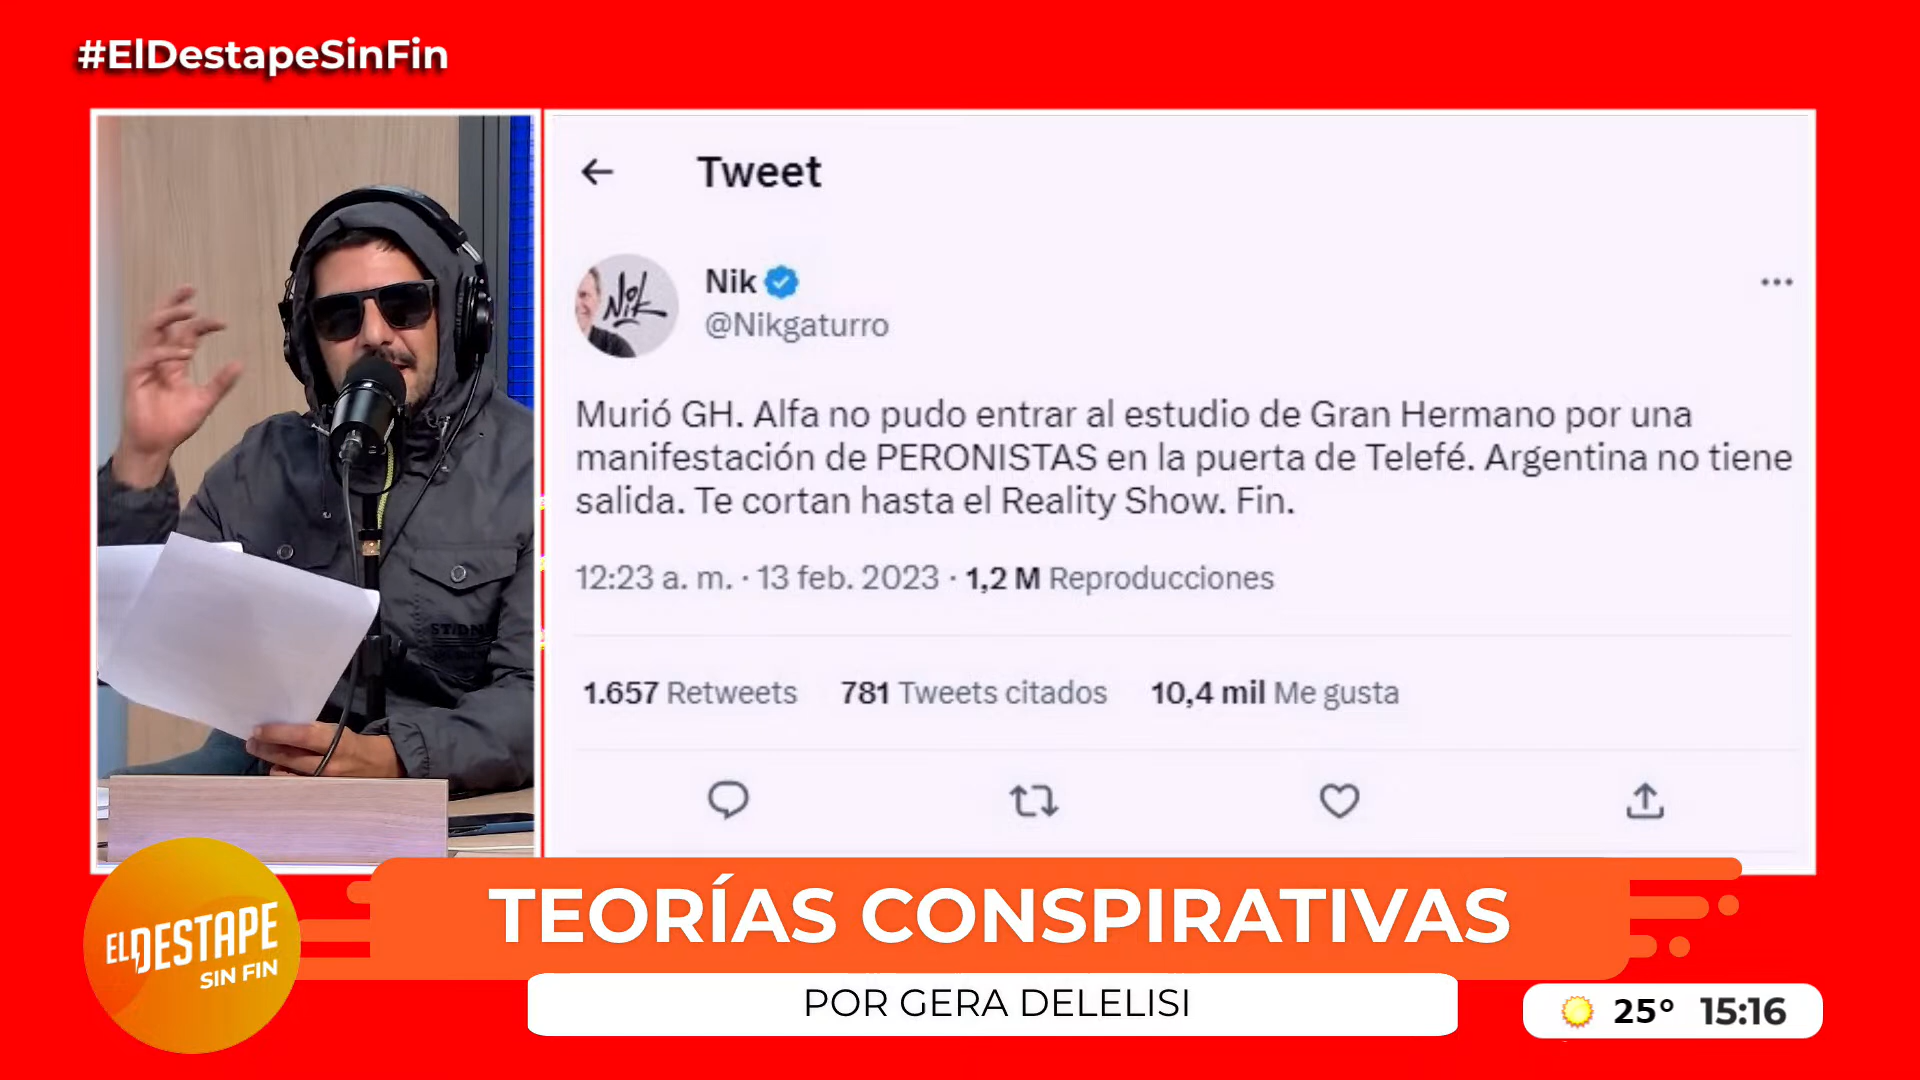 #ElDestapeSinFin
Tweet
Nik
Nik
@Nikgaturro
Murió GH. Alfa no pudo entrar al estudio de Gran Hermano por una
manifestación de PERONISTAS en la puerta de Telefé. Argentina no tiene
salida. Te cortan hasta el Reality Show. Fin.
12:23 a. m. · 13 feb. 2023 · 1,2 M Reproducciones
1.657 Retweets 781 Tweets citados 10,4 mil Me gusta
EL DESTAPE
SIN FIN
TEORÍAS CONSPIRATIVAS
POR GERA DELELISI
25° 15:16